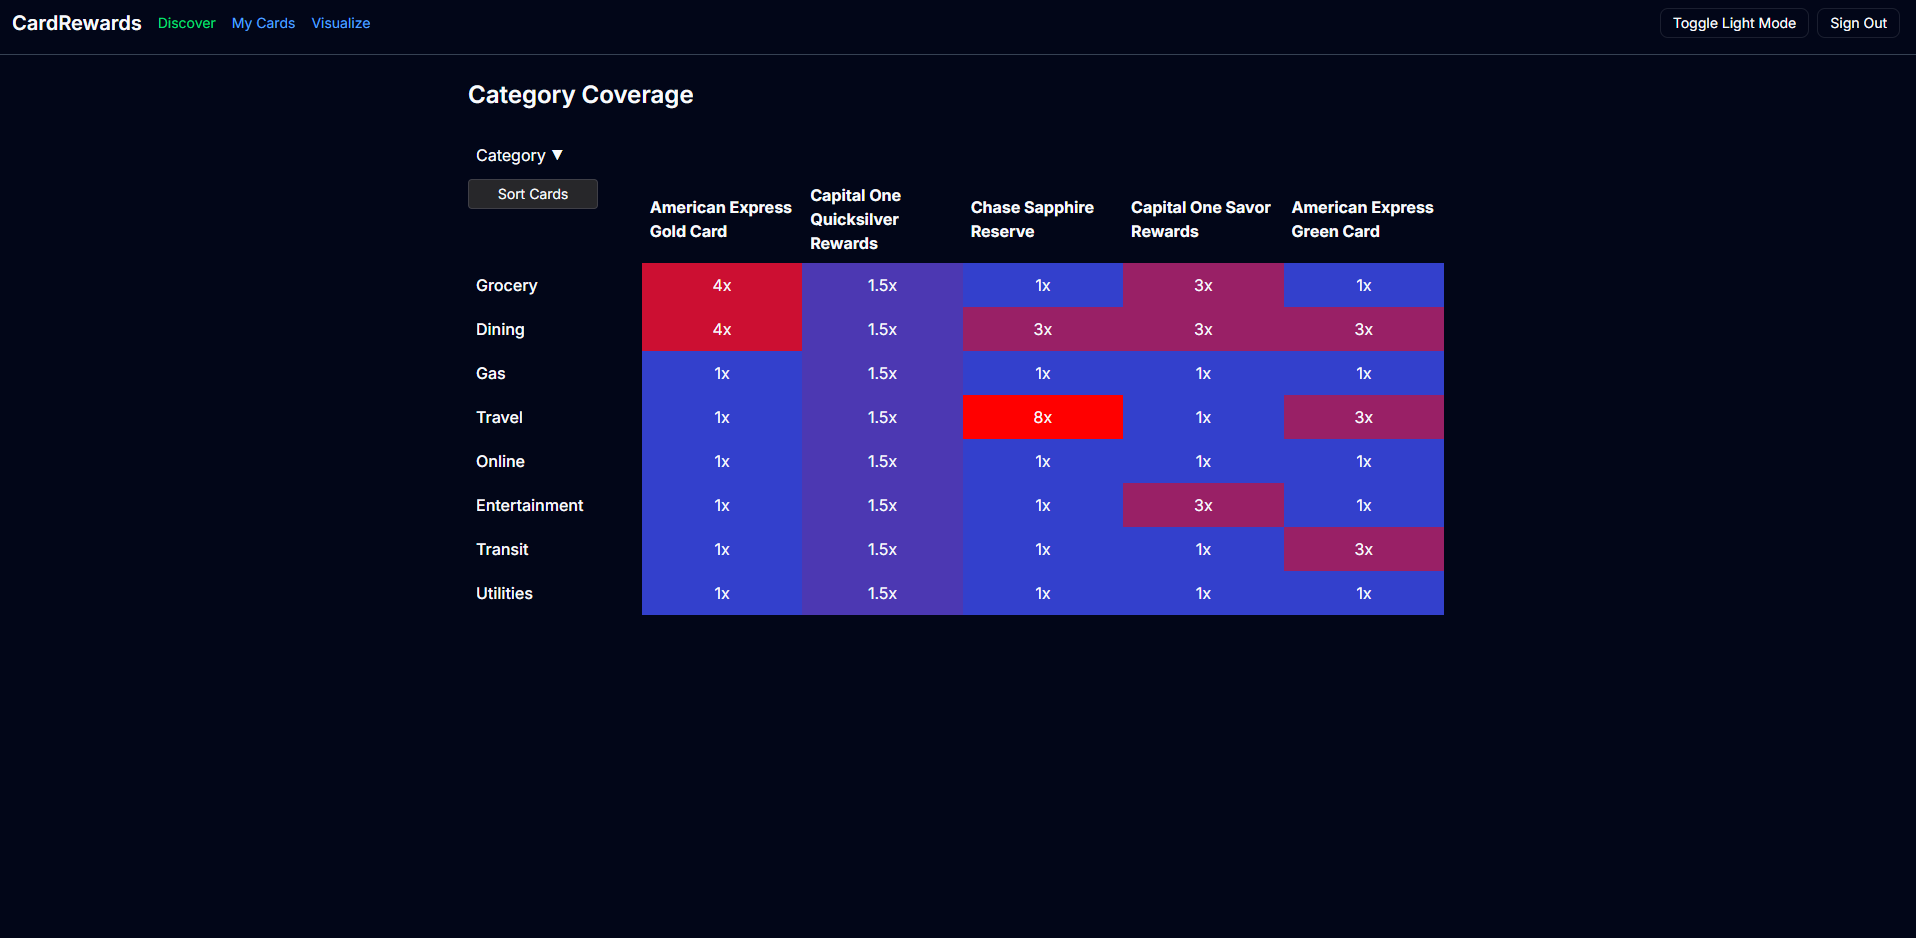 CardRewards Discover My Cards Visualize Toggle Light Mode Sign Out
Category Coverage
Category ▼
Sort Cards
American Express
Gold Card
Capital One
Quicksilver
Rewards
Chase Sapphire
Reserve
Capital One Savor
Rewards
American Express
Green Card
Grocery 4x 1.5x 1x 3x 1x
Dining 4x 1.5x 3x 3x 3x
Gas 1x 1.5x 1x 1x 1x
Travel 1x 1.5x 8x 1x 3x
Online 1x 1.5x 1x 1x 1x
Entertainment 1x 1.5x 1x 3x 1x
Transit 1x 1.5x 1x 1x 3x
Utilities 1x 1.5x 1x 1x 1x